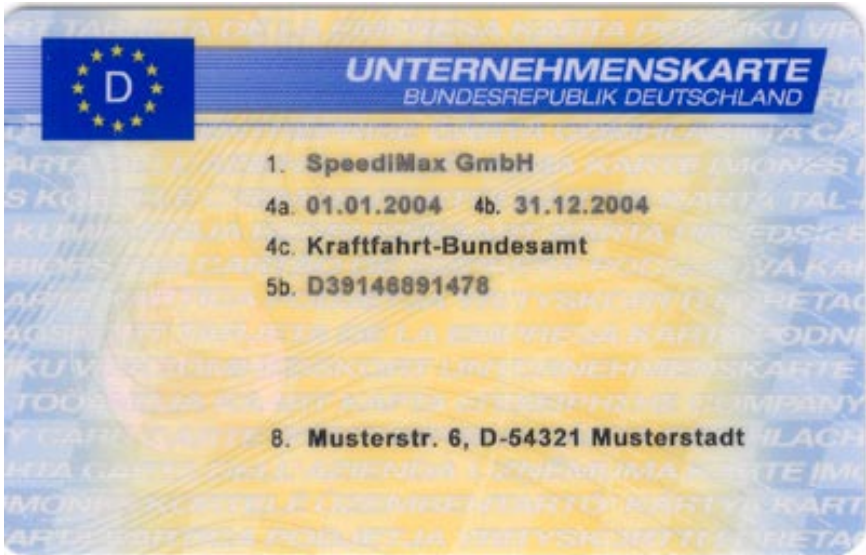 D
UNTERNEHMENSKARTE
BUNDESREPUBLIK DEUTSCHLAND
1. SpeediMax GmbH
4a. 01.01.2004 4b. 31.12.2004
4c. Kraftfahrt-Bundesamt
5b. D39146891478
8. Musterstr. 6, D-54321 Musterstadt